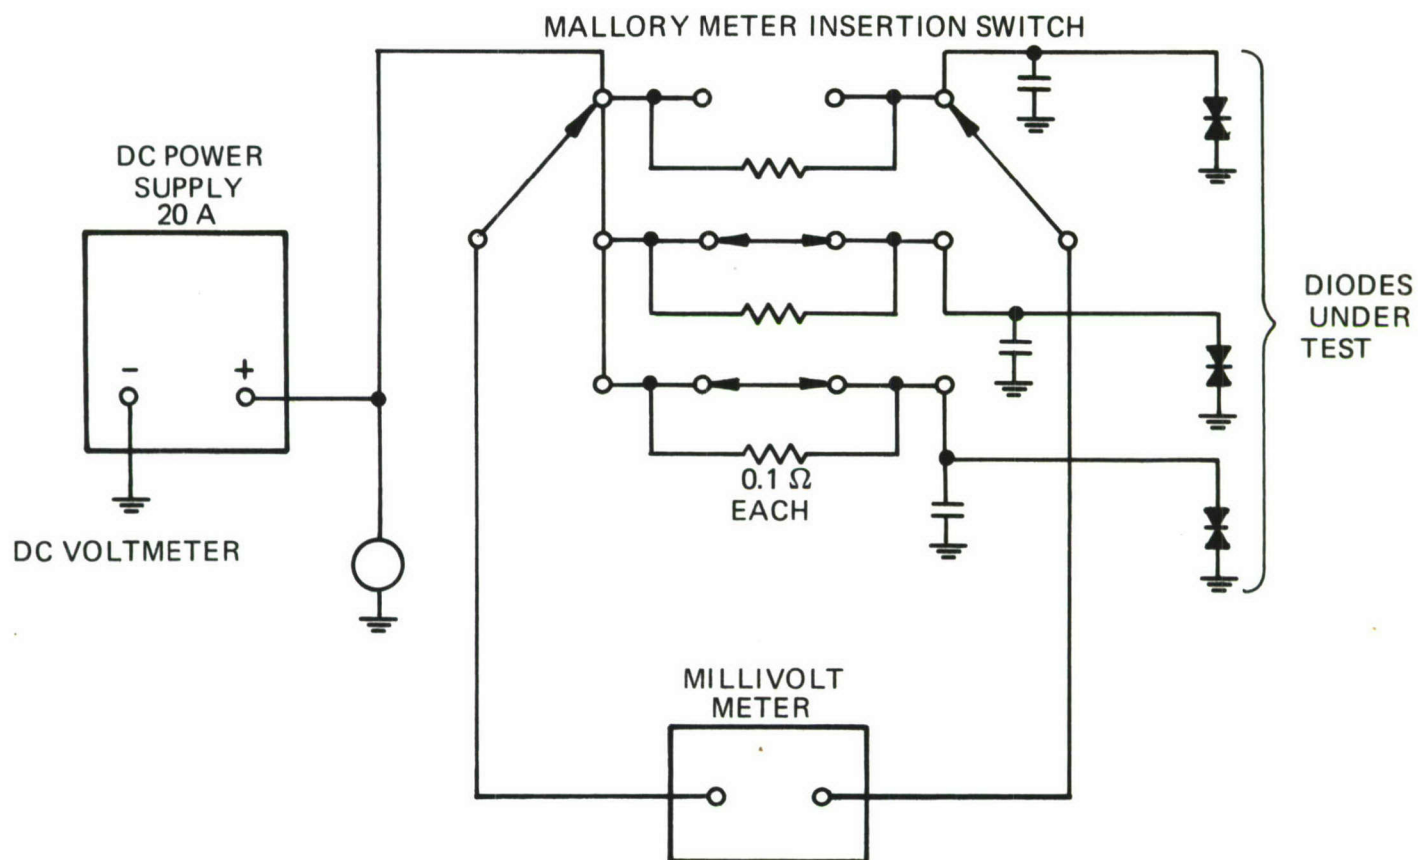 MALLORY METER INSERTION SWITCH
DC POWER
SUPPLY
20 A
-
+
DC VOLTMETER
0.1 Ω
EACH
DIODES
UNDER
TEST
MILLIVOLT
METER